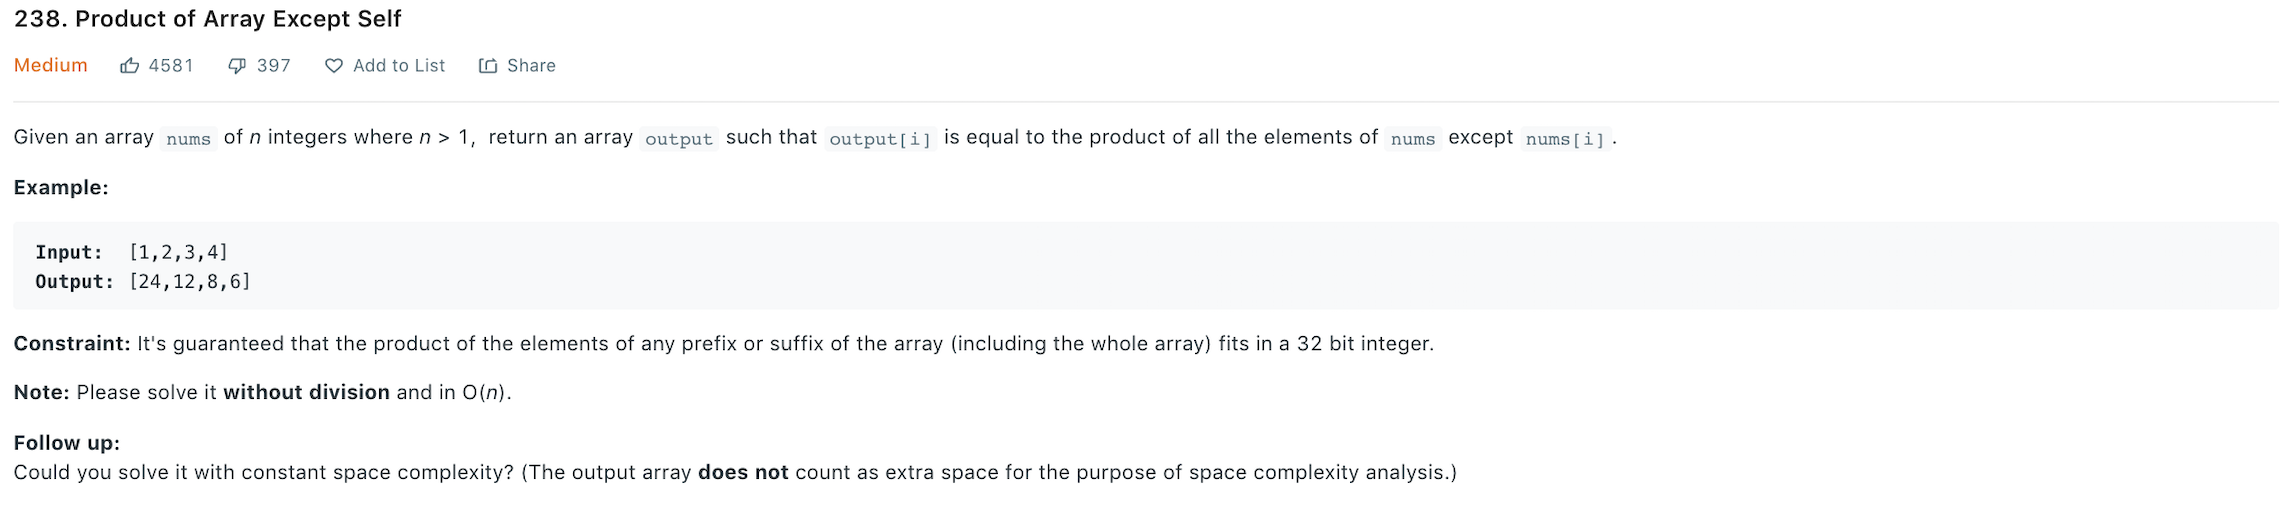 238. Product of Array Except Self
Medium 4581 397 Add to List Share
Given an array nums of n integers where n > 1, return an array output such that output[i] is equal to the product of all the elements of nums except nums[i].
Example:
Input: [1,2,3,4]
Output: [24,12,8,6]
Constraint: It's guaranteed that the product of the elements of any prefix or suffix of the array (including the whole array) fits in a 32 bit integer.
Note: Please solve it without division and in O(n).
Follow up:
Could you solve it with constant space complexity? (The output array does not count as extra space for the purpose of space complexity analysis.)